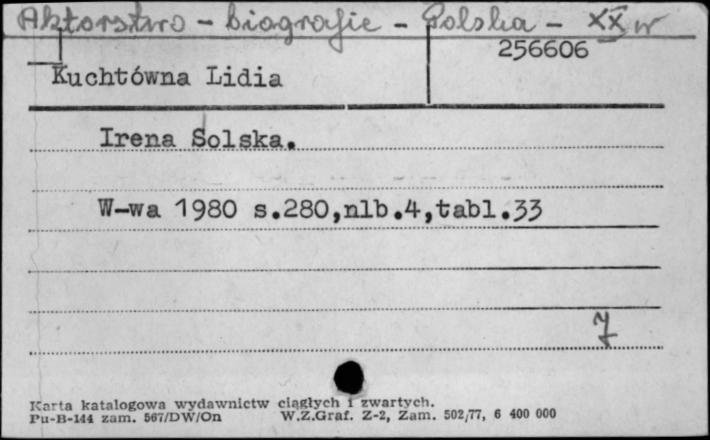 Aktorstwo - biografie - Polska - XX w
256606
Kuchtówna Lidia
Irena Solska.
W-wa 1980 s.280,nlb.4,tabl.33
7
Karta katalogowa wydawnictw ciągłych i zwartych.
Pu-B-144 zam. 567/DW/On W.Z.Graf. Z-2, Zam. 502/77, 6 400 000